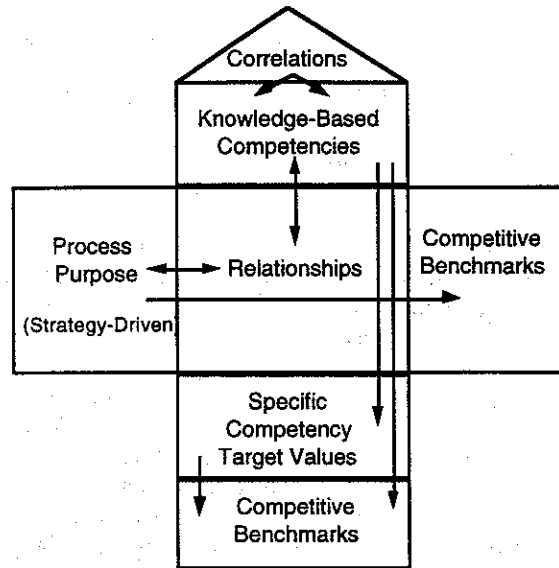 Correlations
Knowledge-Based
Competencies
Process
Purpose
(Strategy-Driven
Relationships
Competitive
Benchmarks
Specific
Competency
Target Values
Competitive
Benchmarks